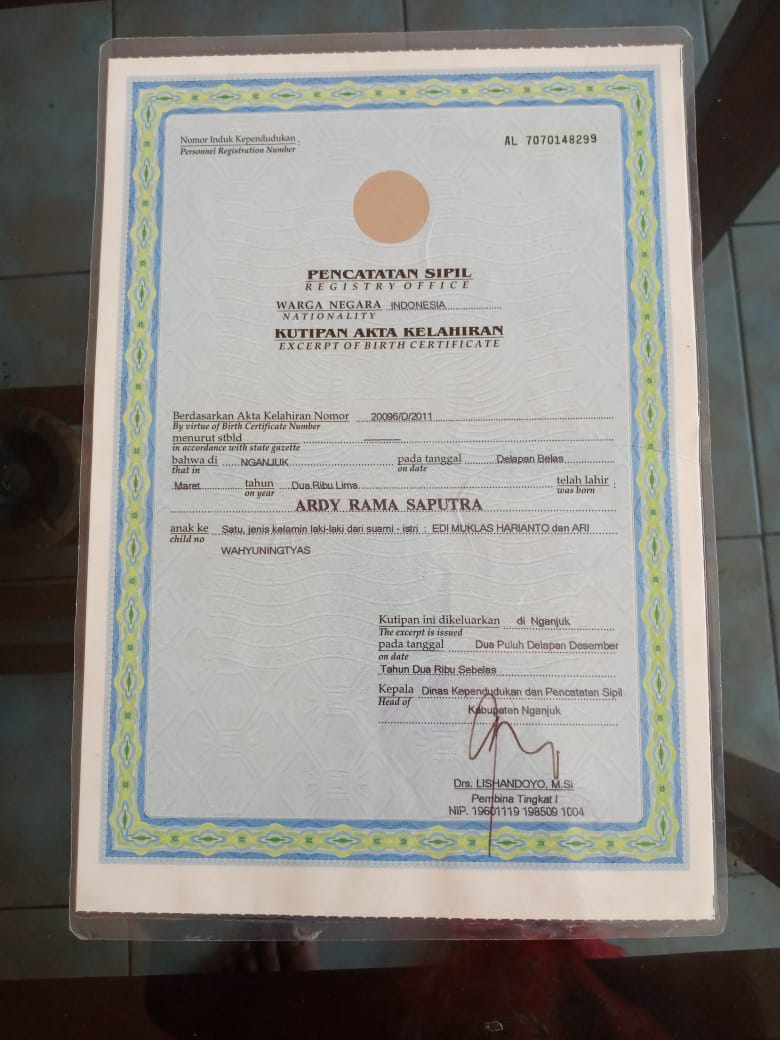 Nomor Induk Kependudukan :
Personnel Registration Number
AL 7070148299
PENCATATAN SIPIL
REGISTRY OFFICE
WARGA NEGARA INDONESIA
NATIONALITY
KUTIPAN AKTA KELAHIRAN
EXCERPT OF BIRTH CERTIFICATE
Berdasarkan Akta Kelahiran Nomor 20096/D/2011
By virtue of Birth Certificate Number
menurut stbld
in accordance with state gazette
bahwa di NGANJUK pada tanggal Delapan Belas
that in on date
Maret tahun Dua Ribu Lima telah lahir :
on year was born
ARDY RAMA SAPUTRA
anak ke Satu, jenis kelamin laki-laki dari suami - istri : EDI MUKLAS HARIANTO dan ARI
child no
WAHYUNINGTYAS
Kutipan ini dikeluarkan di Nganjuk
The excerpt is issued
pada tanggal Dua Puluh Delapan Desember
on date
Tahun Dua Ribu Sebelas
Kepala Dinas Kependudukan dan Pencatatan Sipil
Head of
Kabupaten Nganjuk
Drs. LISHANDOYO, M.Si
Pembina Tingkat I
NIP. 19601119 198509 1004